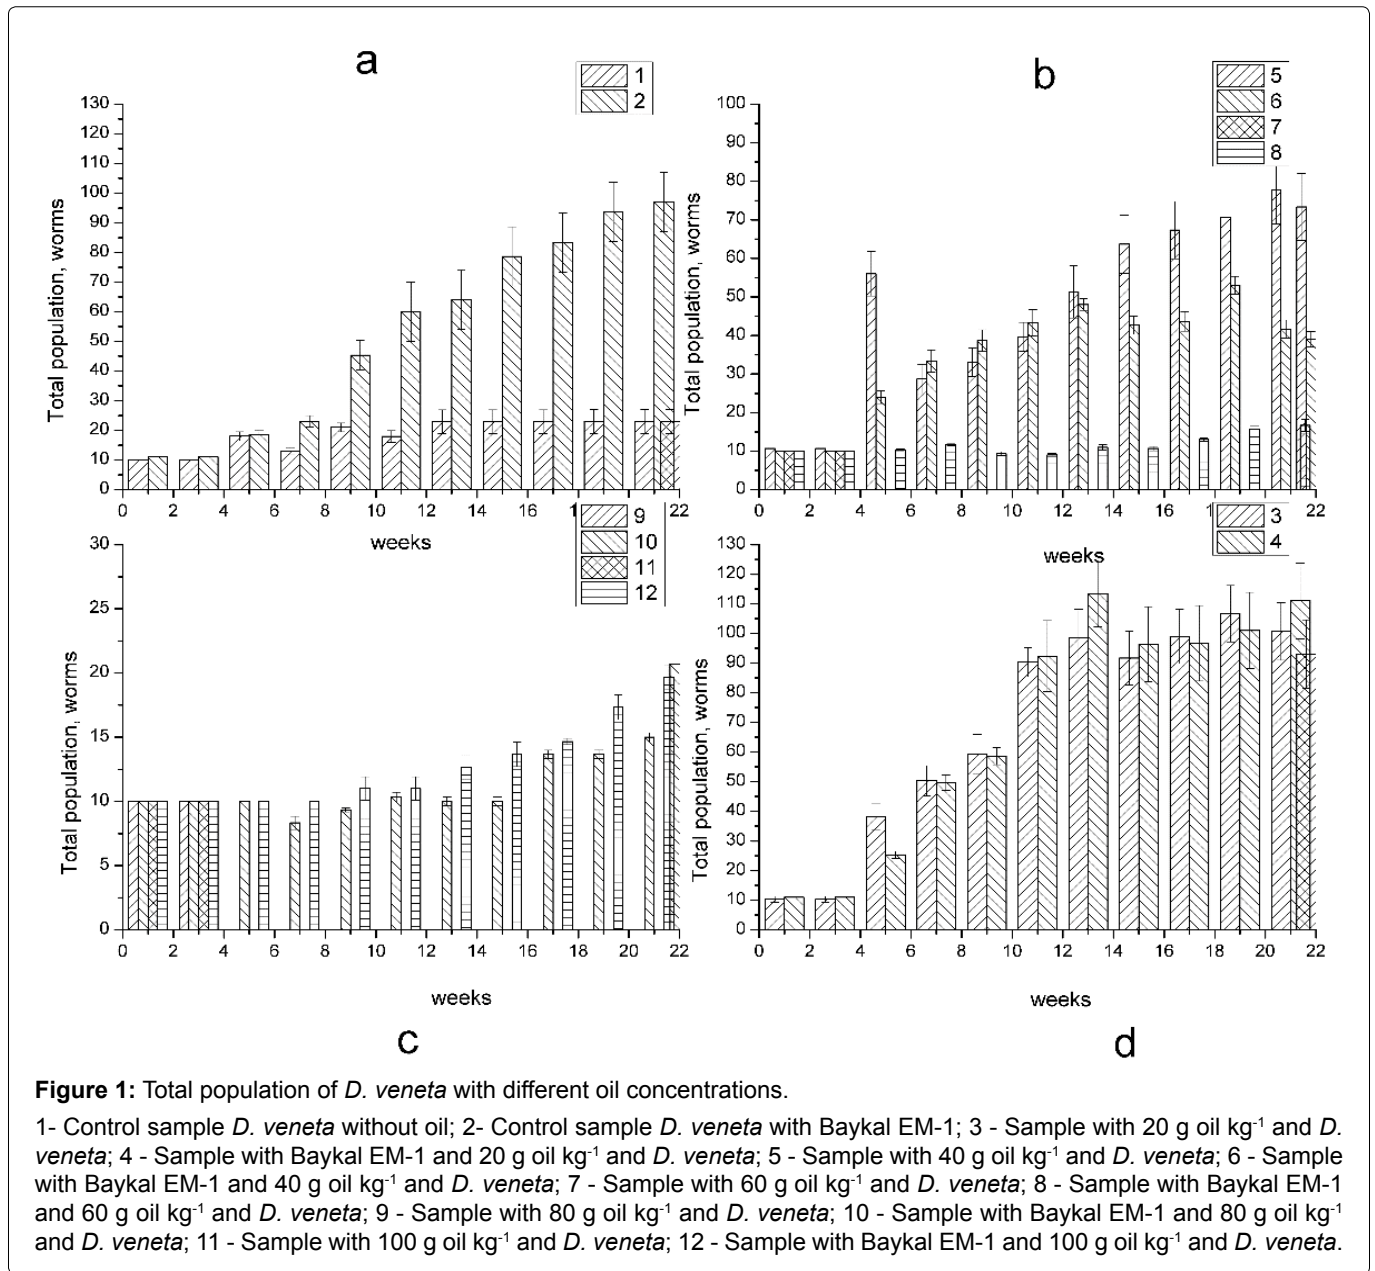 a
1
2
130
120
110
100
90
80
70
60
50
40
30
20
10
0
Total population, worms
0 2 4 6 8 10 12 14 16 22
weeks
b
5
6
7
8
100
90
80
70
60
50
40
30
20
10
0
Total population, worms
0 2 4 6 8 10 12 14 16 22
weeks
9
10
11
12
30
25
20
15
10
5
0
Total population, worms
0 2 4 6 8 10 12 14 16 18 20 22
weeks
c
3
4
130
120
110
100
90
80
70
60
50
40
30
20
10
0
Total population, worms
0 2 4 6 8 10 12 14 16 18 20 22
weeks
d
Figure 1: Total population of D. veneta with different oil concentrations.
1- Control sample D. veneta without oil; 2- Control sample D. veneta with Baykal EM-1; 3 - Sample with 20 g oil kg⁻¹ and D.
veneta; 4 - Sample with Baykal EM-1 and 20 g oil kg⁻¹ and D. veneta; 5 - Sample with 40 g oil kg⁻¹ and D. veneta; 6 - Sample
with Baykal EM-1 and 40 g oil kg⁻¹ and D. veneta; 7 - Sample with 60 g oil kg⁻¹ and D. veneta; 8 - Sample with Baykal EM-1
and 60 g oil kg⁻¹ and D. veneta; 9 - Sample with 80 g oil kg⁻¹ and D. veneta; 10 - Sample with Baykal EM-1 and 80 g oil kg⁻¹
and D. veneta; 11 - Sample with 100 g oil kg⁻¹ and D. veneta; 12 - Sample with Baykal EM-1 and 100 g oil kg⁻¹ and D. veneta.